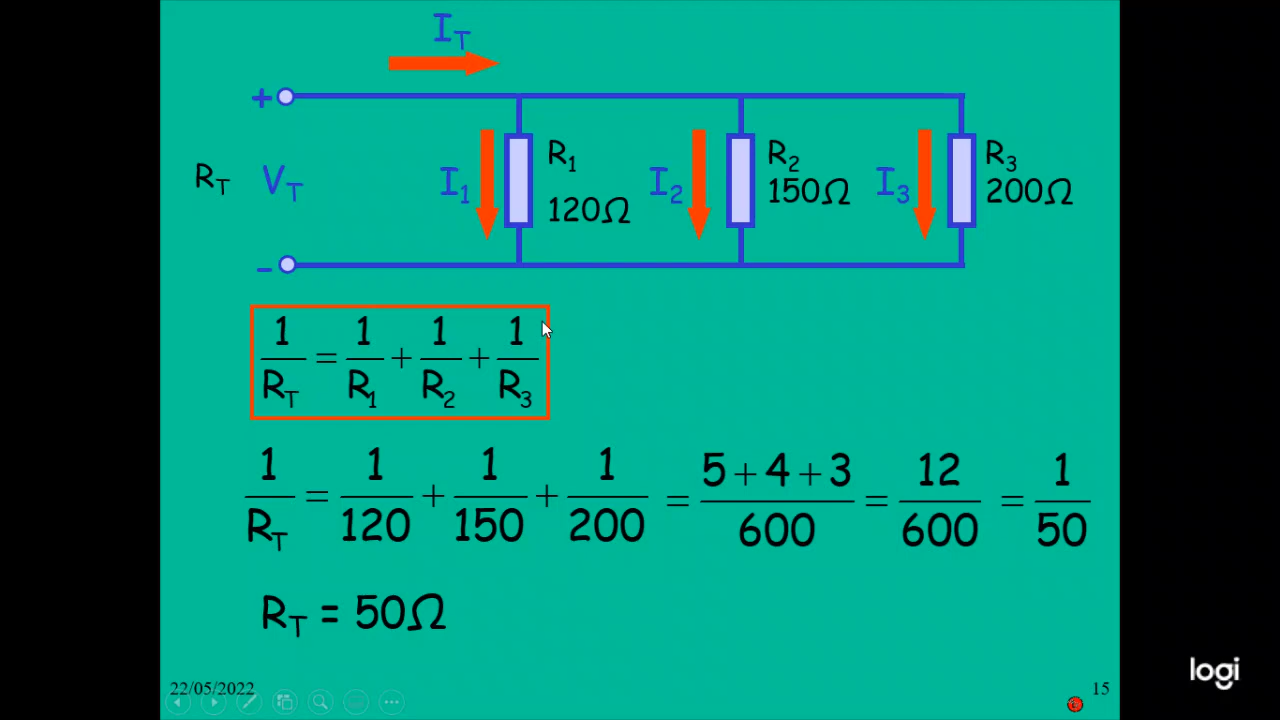 I_T
+
R_T V_T
-
I_1
R_1
120Ω
I_2
R_2
150Ω
I_3
R_3
200Ω
1/R_T = 1/R_1 + 1/R_2 + 1/R_3
1/R_T = 1/120 + 1/150 + 1/200 = (5 + 4 + 3)/600 = 12/600 = 1/50
R_T = 50Ω
22/05/2022
15
logi